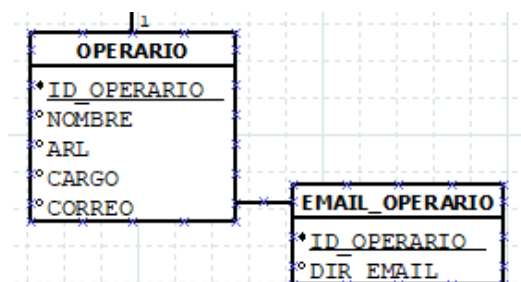 1
OPERARIO
ID_OPERARIO
NOMBRE
ARL
CARGO
CORREO
EMAIL_OPERARIO
ID_OPERARIO
DIR_EMAIL